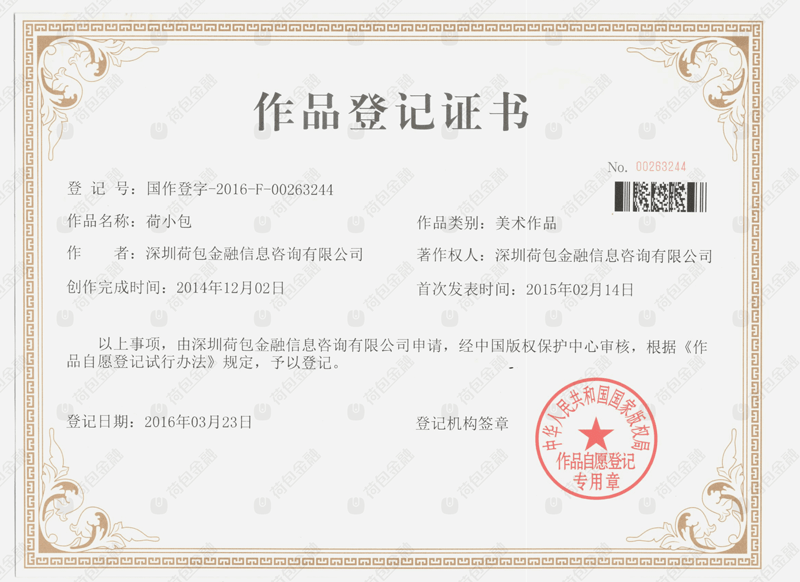 作品登记证书
No. 00263244
登 记 号：国作登字-2016-F-00263244
作品名称：荷小包
作品类别：美术作品
作 者：深圳荷包金融信息咨询有限公司
著作权人：深圳荷包金融信息咨询有限公司
创作完成时间：2014年12月02日
首次发表时间：2015年02月14日
以上事项，由深圳荷包金融信息咨询有限公司申请，经中国版权保护中心审核，根据《作
品自愿登记试行办法》规定，予以登记。
登记日期：2016年03月23日
登记机构签章
中华人民共和国国家版权局
作品自愿登记
专用章
荷包金融